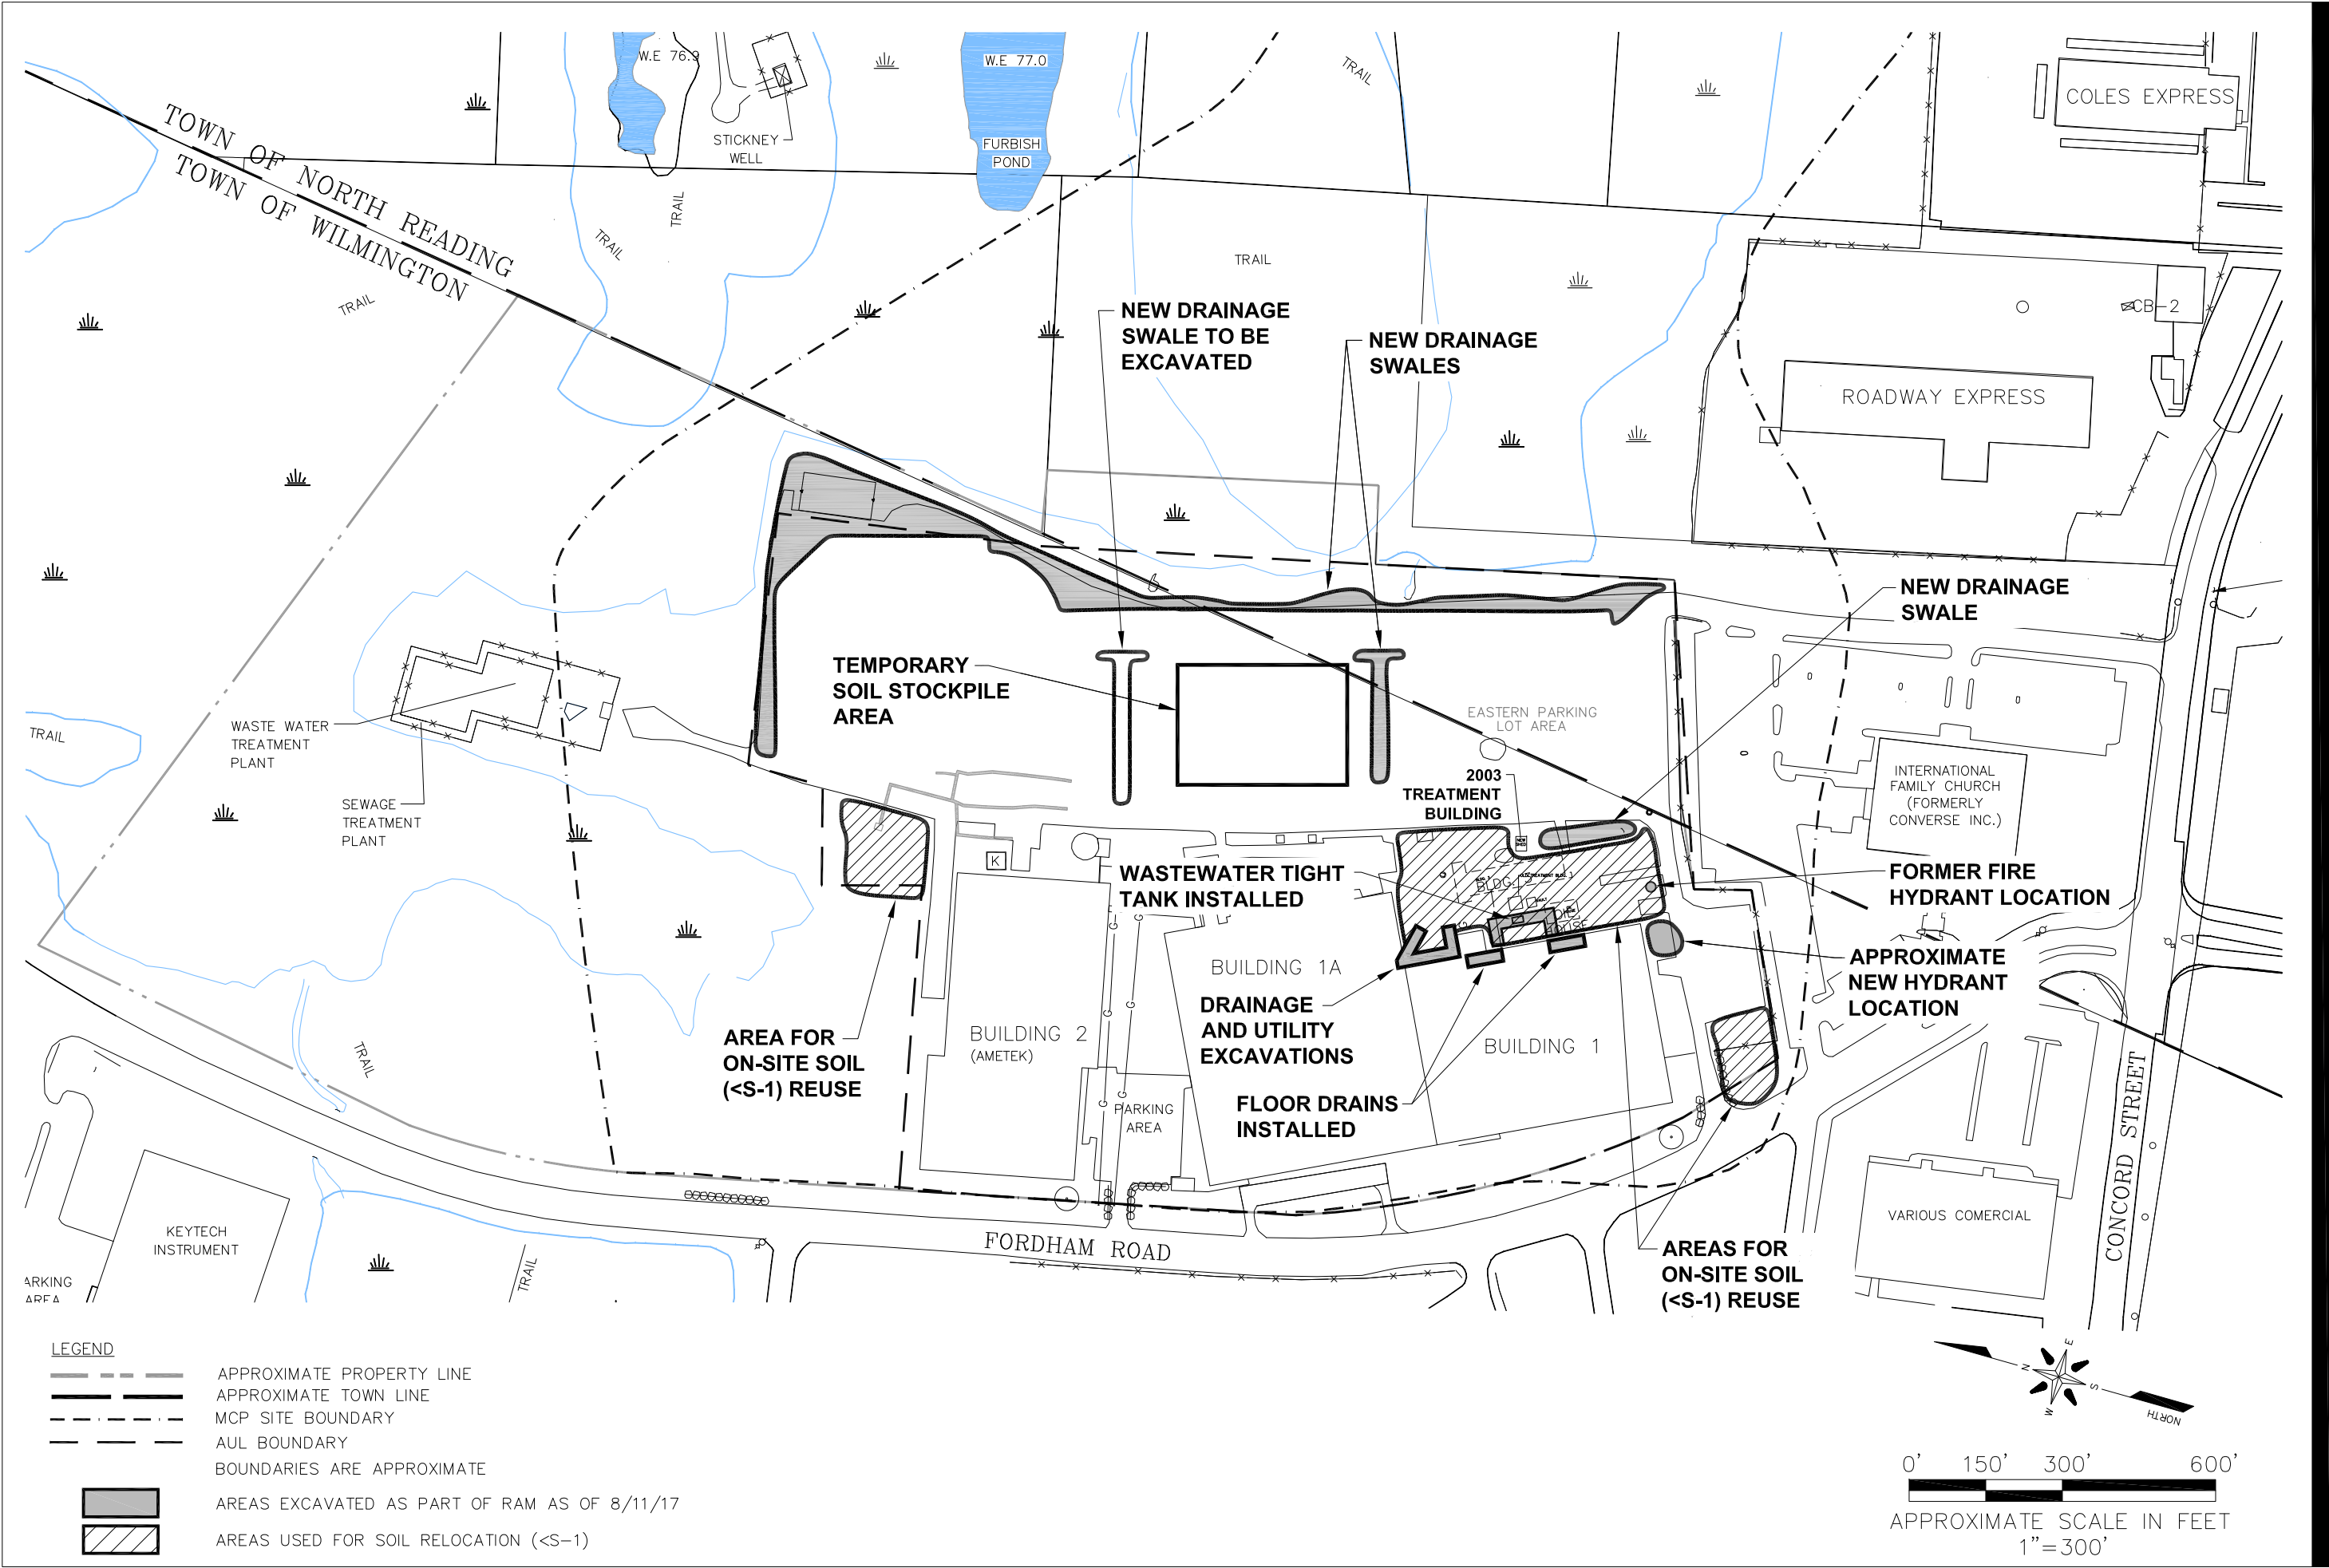 W.E 76.9
W.E 77.0
STICKNEY
WELL
FURBISH
POND
TRAIL
COLES EXPRESS
TOWN OF NORTH READING
TOWN OF WILMINGTON
TRAIL
TRAIL
TRAIL
TRAIL
CB-2
ROADWAY EXPRESS
NEW DRAINAGE
SWALE TO BE
EXCAVATED
NEW DRAINAGE
SWALES
NEW DRAINAGE
SWALE
TEMPORARY
SOIL STOCKPILE
AREA
EASTERN PARKING
LOT AREA
TRAIL
WASTE WATER
TREATMENT
PLANT
SEWAGE
TREATMENT
PLANT
2003
TREATMENT
BUILDING
INTERNATIONAL
FAMILY CHURCH
(FORMERLY
CONVERSE INC.)
K
WASTEWATER TIGHT
TANK INSTALLED
FORMER FIRE
HYDRANT LOCATION
APPROXIMATE
NEW HYDRANT
LOCATION
BUILDING 1A
DRAINAGE
AND UTILITY
EXCAVATIONS
G
G
G
G
G
G
AREA FOR
ON-SITE SOIL
(<S-1) REUSE
BUILDING 2
(AMETEK)
BUILDING 1
TRAIL
PARKING
AREA
FLOOR DRAINS
INSTALLED
CONCORD STREET
KEYTECH
INSTRUMENT
FORDHAM ROAD
TRAIL
VARIOUS COMERCIAL
AREAS FOR
ON-SITE SOIL
(<S-1) REUSE
ARKING
AREA
LEGEND
APPROXIMATE PROPERTY LINE
APPROXIMATE TOWN LINE
MCP SITE BOUNDARY
AUL BOUNDARY
BOUNDARIES ARE APPROXIMATE
AREAS EXCAVATED AS PART OF RAM AS OF 8/11/17
AREAS USED FOR SOIL RELOCATION (<S-1)
N
E
S
W
NORTH
0' 150' 300' 600'
APPROXIMATE SCALE IN FEET
1"=300'